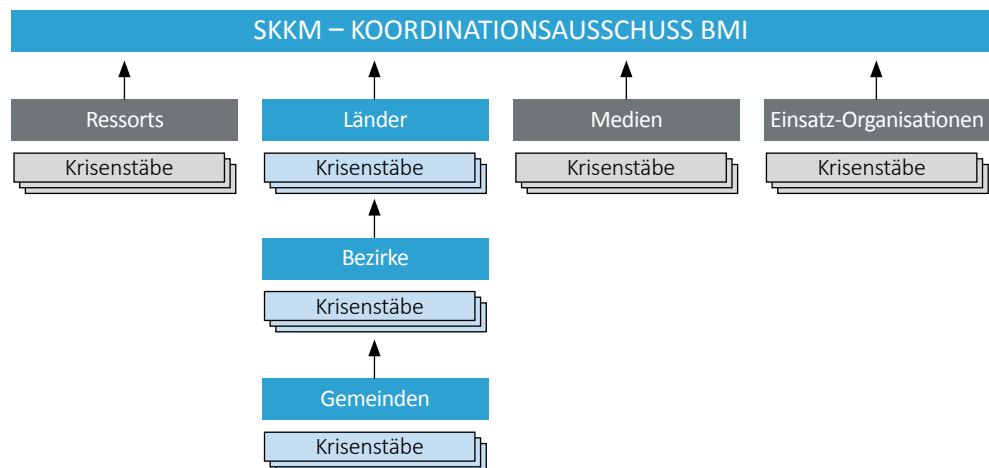 SKKM – KOORDINATIONSAUSSCHUSS BMI
Ressorts
Länder
Medien
Einsatz-Organisationen
Krisenstäbe
Krisenstäbe
Krisenstäbe
Krisenstäbe
Bezirke
Krisenstäbe
Gemeinden
Krisenstäbe